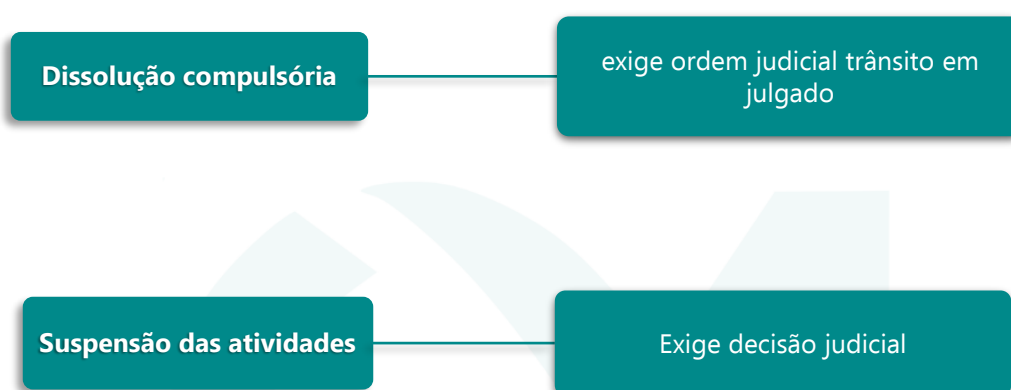 Dissolução compulsória
exige ordem judicial trânsito em
julgado
Suspensão das atividades
Exige decisão judicial